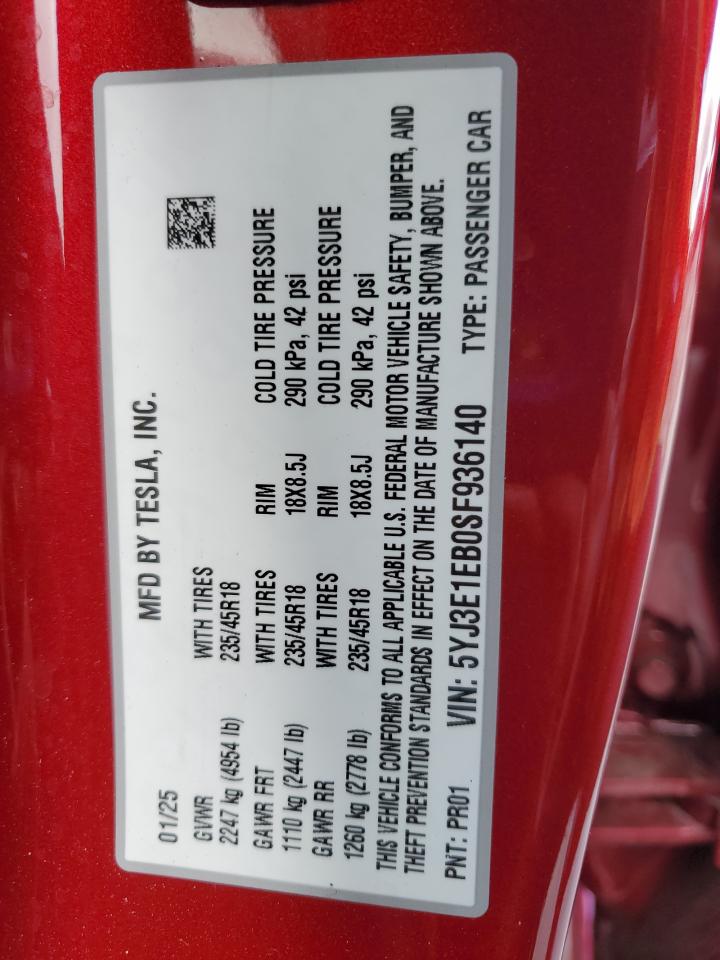 MFD BY TESLA, INC.
01/25
GVWR WITH TIRES
2247 kg (4954 lb) 235/45R18
GAWR FRT WITH TIRES RIM COLD TIRE PRESSURE
1110 kg (2447 lb) 235/45R18 18X8.5J 290 kPa, 42 psi
GAWR RR WITH TIRES RIM COLD TIRE PRESSURE
1260 kg (2778 lb) 235/45R18 18X8.5J 290 kPa, 42 psi
THIS VEHICLE CONFORMS TO ALL APPLICABLE U.S. FEDERAL MOTOR VEHICLE SAFETY, BUMPER, AND
THEFT PREVENTION STANDARDS IN EFFECT ON THE DATE OF MANUFACTURE SHOWN ABOVE.
PNT: PR01 VIN: 5YJ3E1EB0SF936140 TYPE: PASSENGER CAR